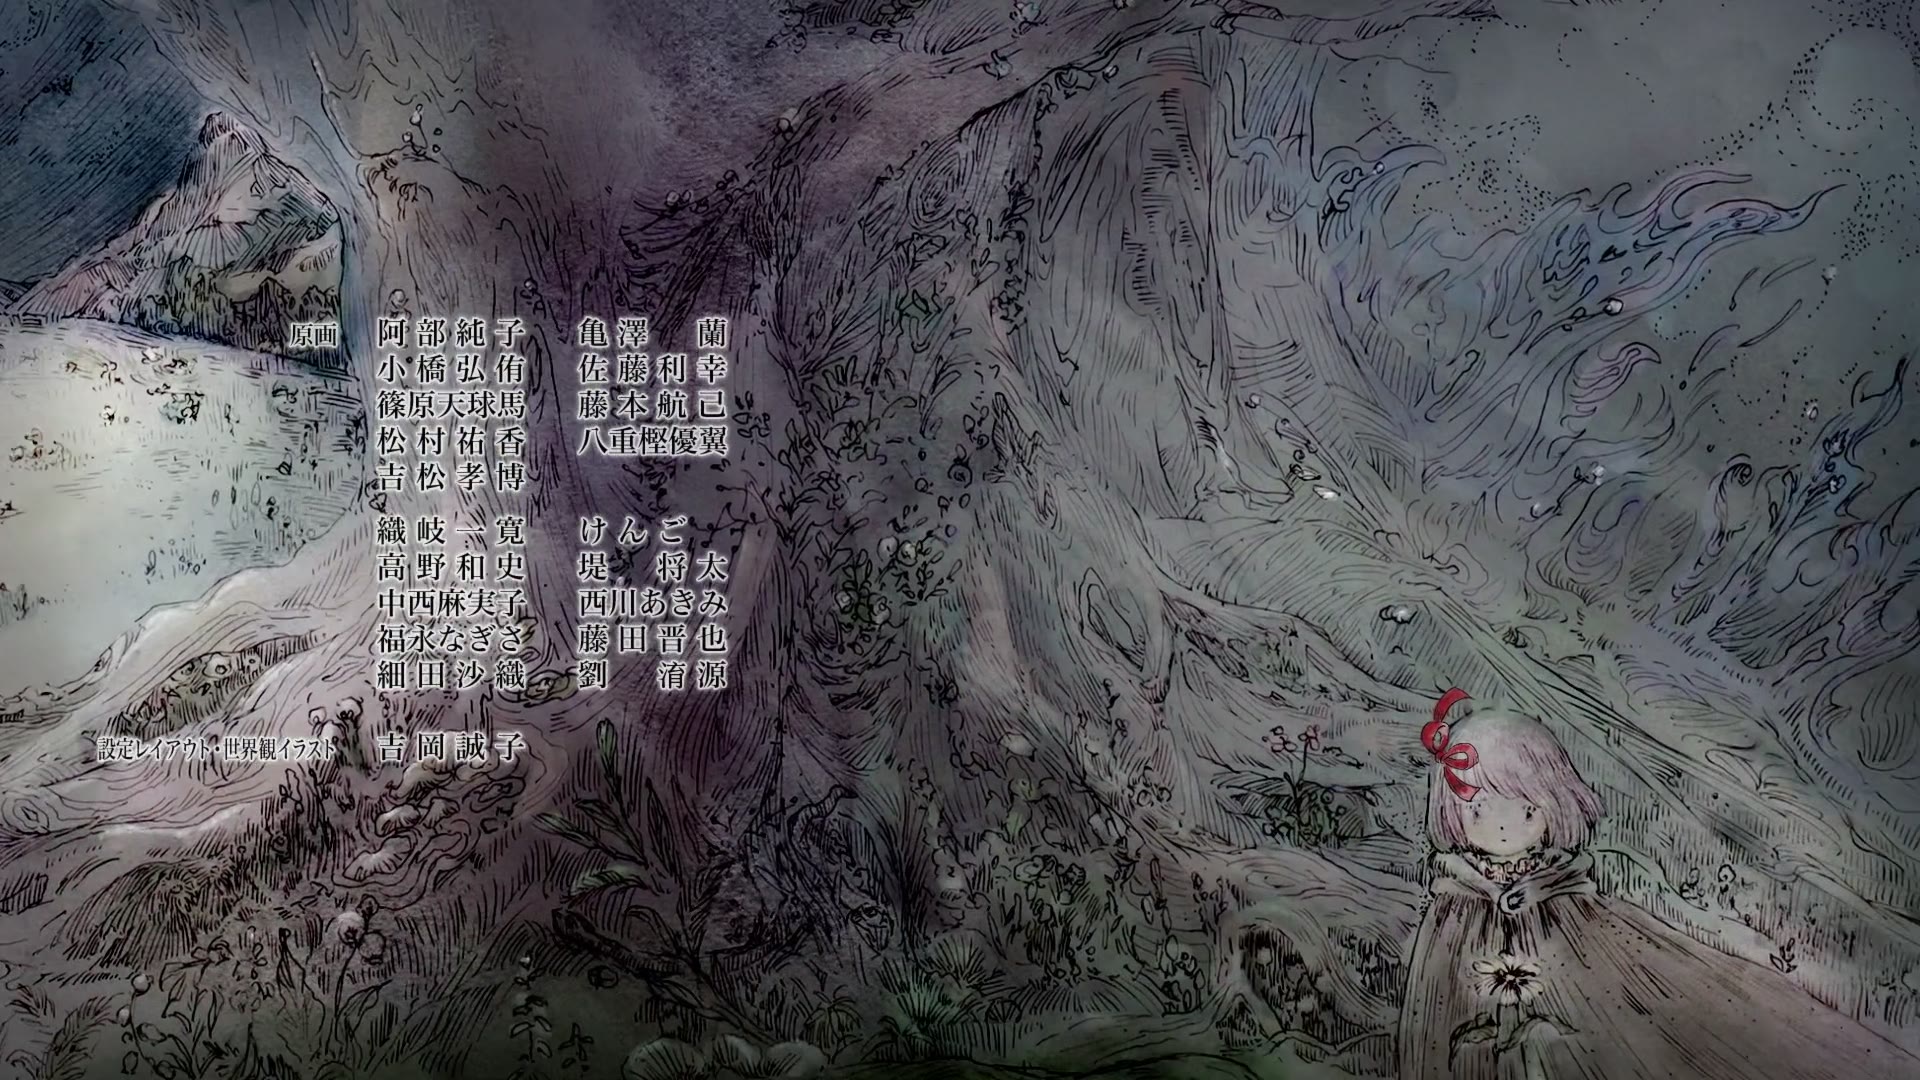 原画 阿部純子 亀澤蘭
小橋弘侑 佐藤利幸
篠原天球馬 藤本航己
松村祐香 八重樫優翼
吉松孝博
織岐一寛 けんご
高野和史 堤将太
中西麻実子 西川あきみ
福永なぎさ 藤田晋也
細田沙織 劉淯源
設定レイアウト・世界観イラスト 吉岡誠子